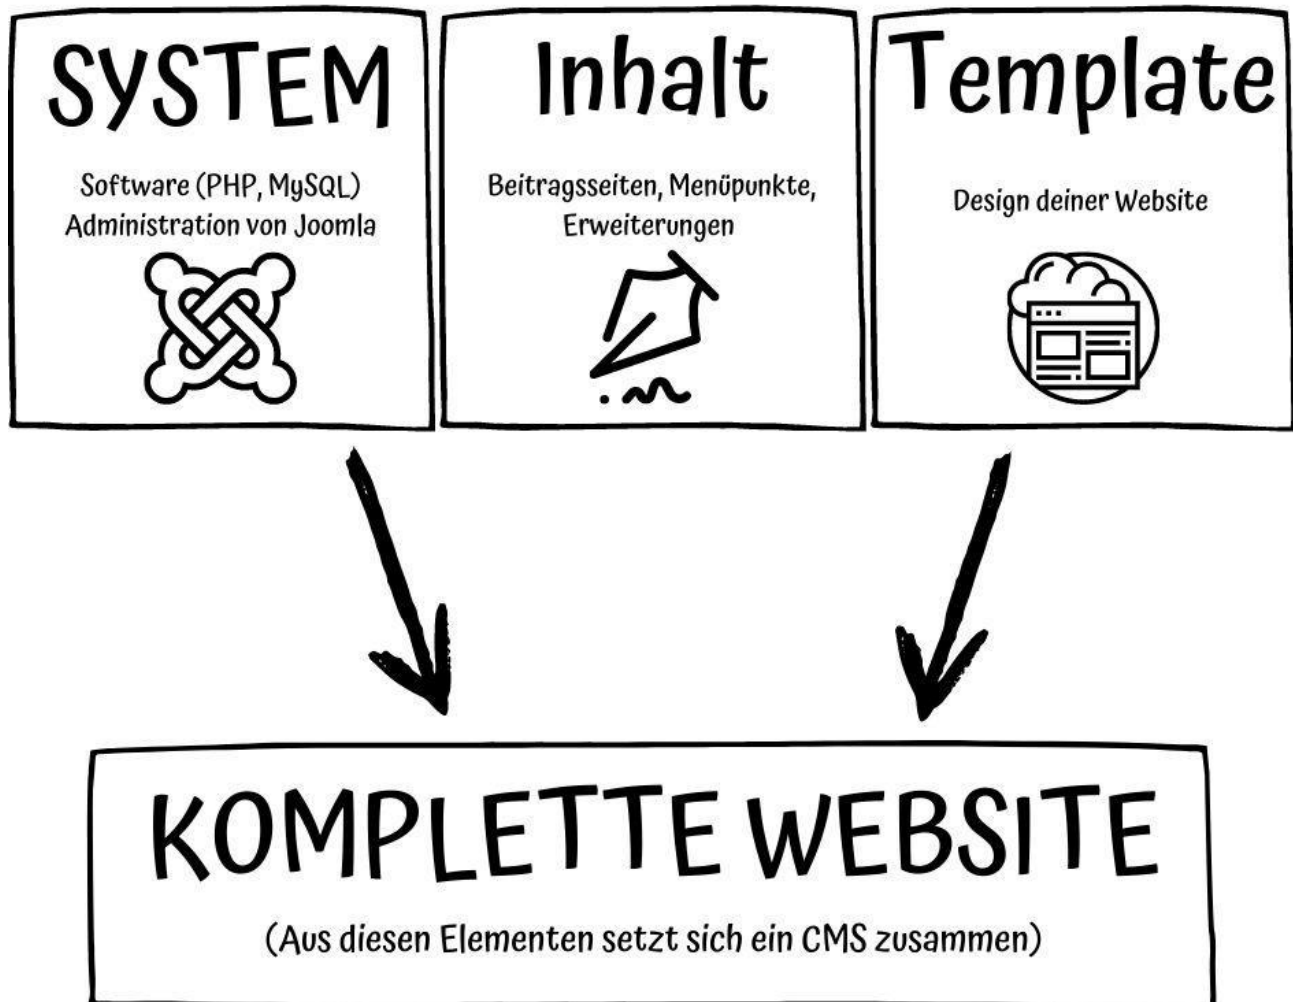 SYSTEM
Software (PHP, MySQL)
Administration von Joomla
Inhalt
Beitragsseiten, Menüpunkte,
Erweiterungen
Template
Design deiner Website
KOMPLETTE WEBSITE
(Aus diesen Elementen setzt sich ein CMS zusammen)